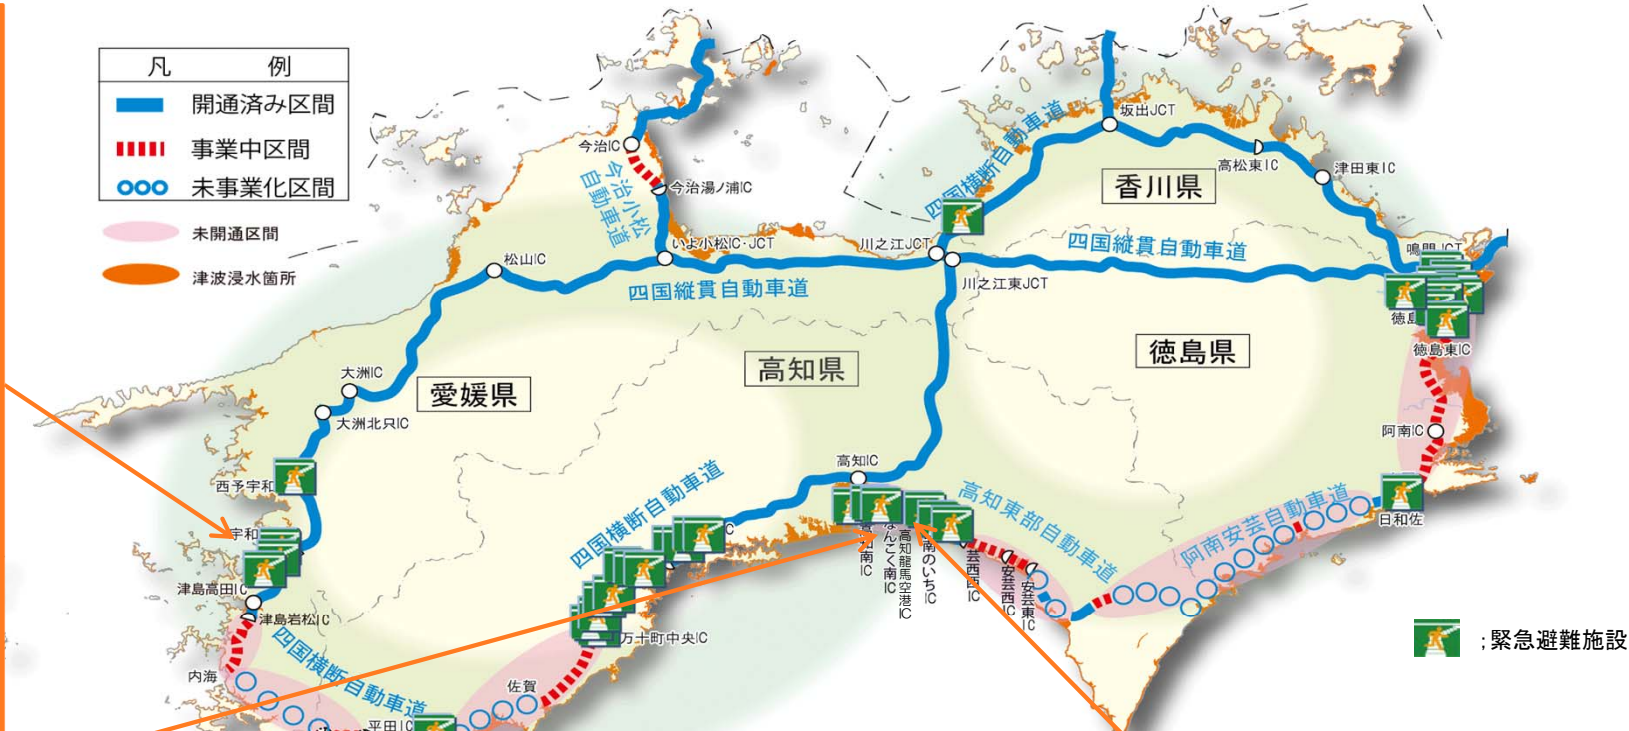 凡 例
開通済み区間
事業中区間
未事業化区間
未開通区間
津波浸水箇所
今治IC
今治湯ノ浦IC
今治小松
自動車道
いよ小松IC・JCT
松山IC
四国縦貫自動車道
川之江JCT
川之江東JCT
四国横断自動車道
坂出JCT
高松東IC
津田東IC
香川県
四国縦貫自動車道
鳴門JCT
徳島
徳島東IC
徳島県
高知県
愛媛県
大洲IC
大洲北只IC
西予宇和
宇和
津島高田IC
津島岩松IC
内海
四国横断自動車道
平田IC
佐賀
万十町中央IC
四国横断自動車道
C
高知IC
知南IC
なんこく南IC
高知龍馬空港IC
南のいちIC
芸西西IC
安芸西IC
安芸東IC
高知東部自動車道
阿南安芸自動車道
阿南IC
日和佐
;緊急避難施設